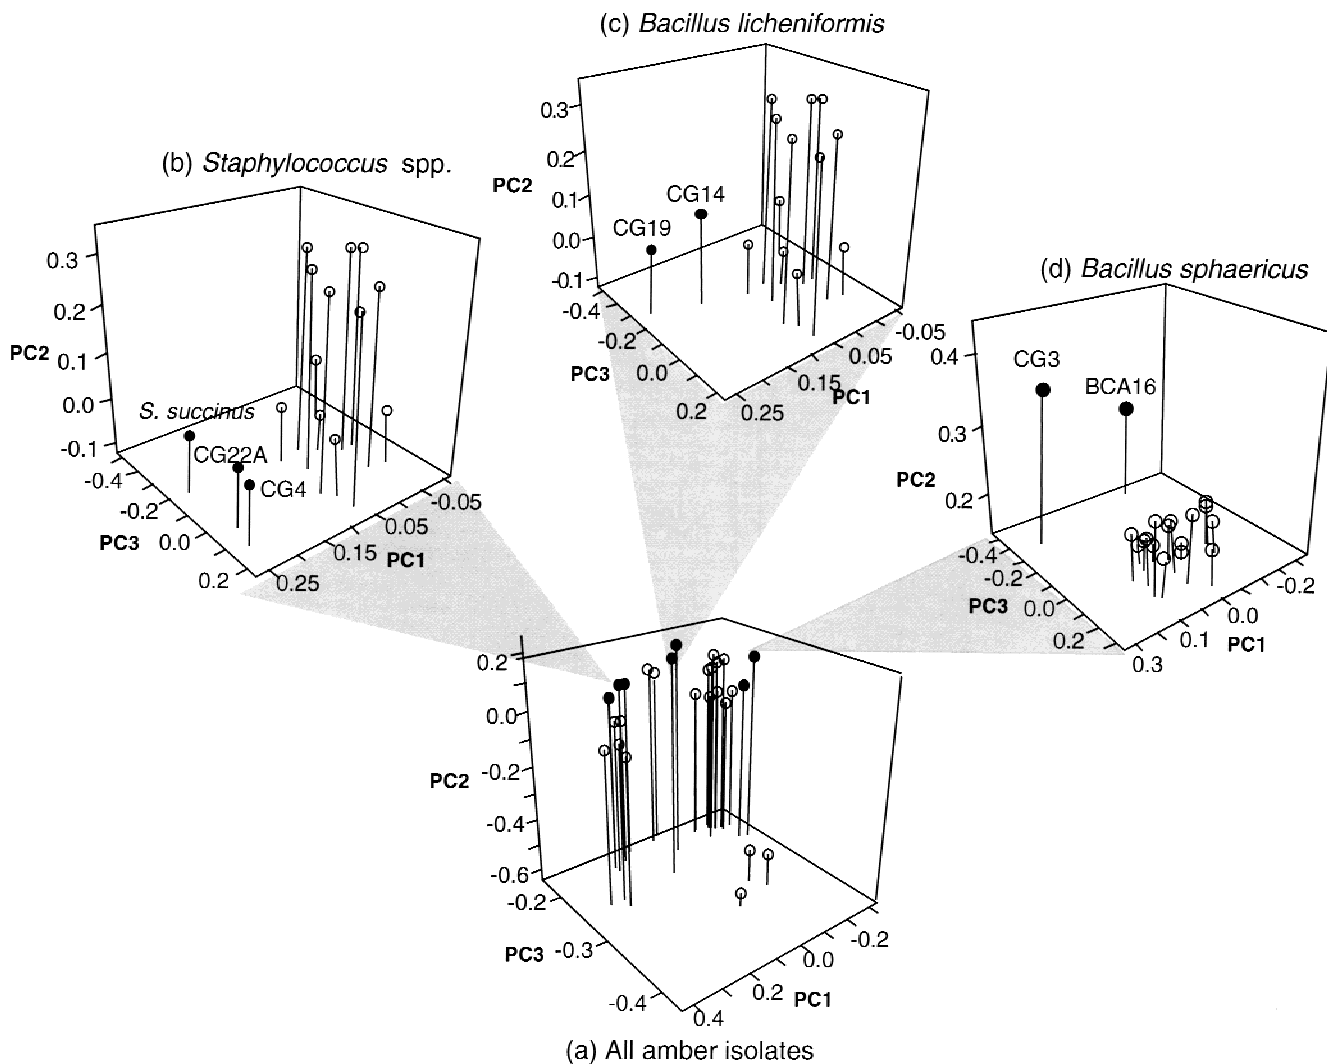 (c) Bacillus licheniformis
0.3
0.2
PC2
0.1
0.0
-0.1
CG14
CG19
-0.4
-0.2
PC3
0.0
0.2
0.25
0.15
PC1
0.05
-0.05
(b) Staphylococcus spp.
0.3
0.2
PC2
0.1
0.0
-0.1
S. succinus
CG22A
CG4
-0.4
-0.2
PC3
0.0
0.2
0.25
0.15
PC1
0.05
-0.05
(d) Bacillus sphaericus
0.4
CG3
BCA16
0.3
PC2
0.2
-0.4
-0.2
PC3
0.0
0.2
0.3
0.1
PC1
0.0
-0.2
0.2
0.0
PC2
-0.2
-0.4
-0.6
-0.2
PC3
-0.3
-0.4
0.4
0.2
PC1
0.0
-0.2
(a) All amber isolates